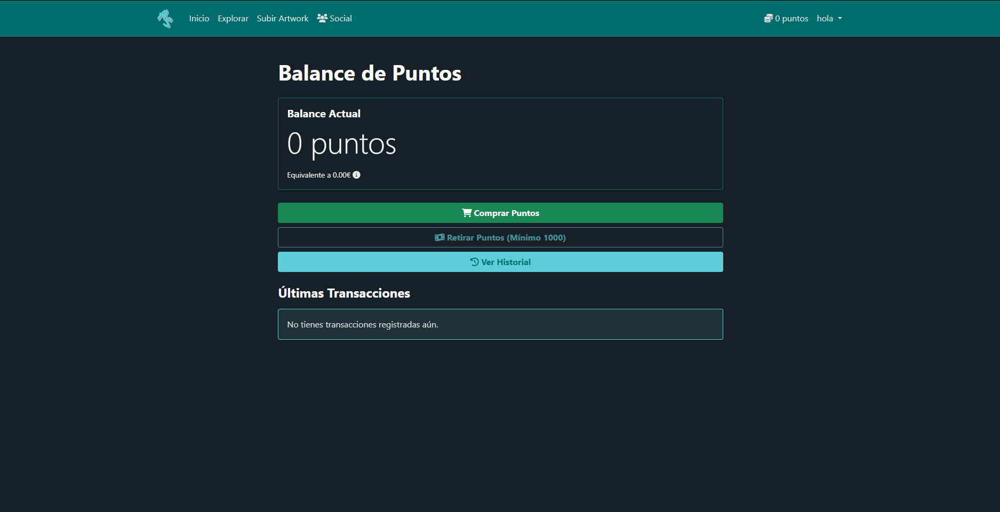 Inicio Explorar Subir Artwork Social 0 puntos hola
Balance de Puntos
Balance Actual
0 puntos
Equivalente a 0.00€
Comprar Puntos
Retirar Puntos (Mínimo 1000)
Ver Historial
Últimas Transacciones
No tienes transacciones registradas aún.